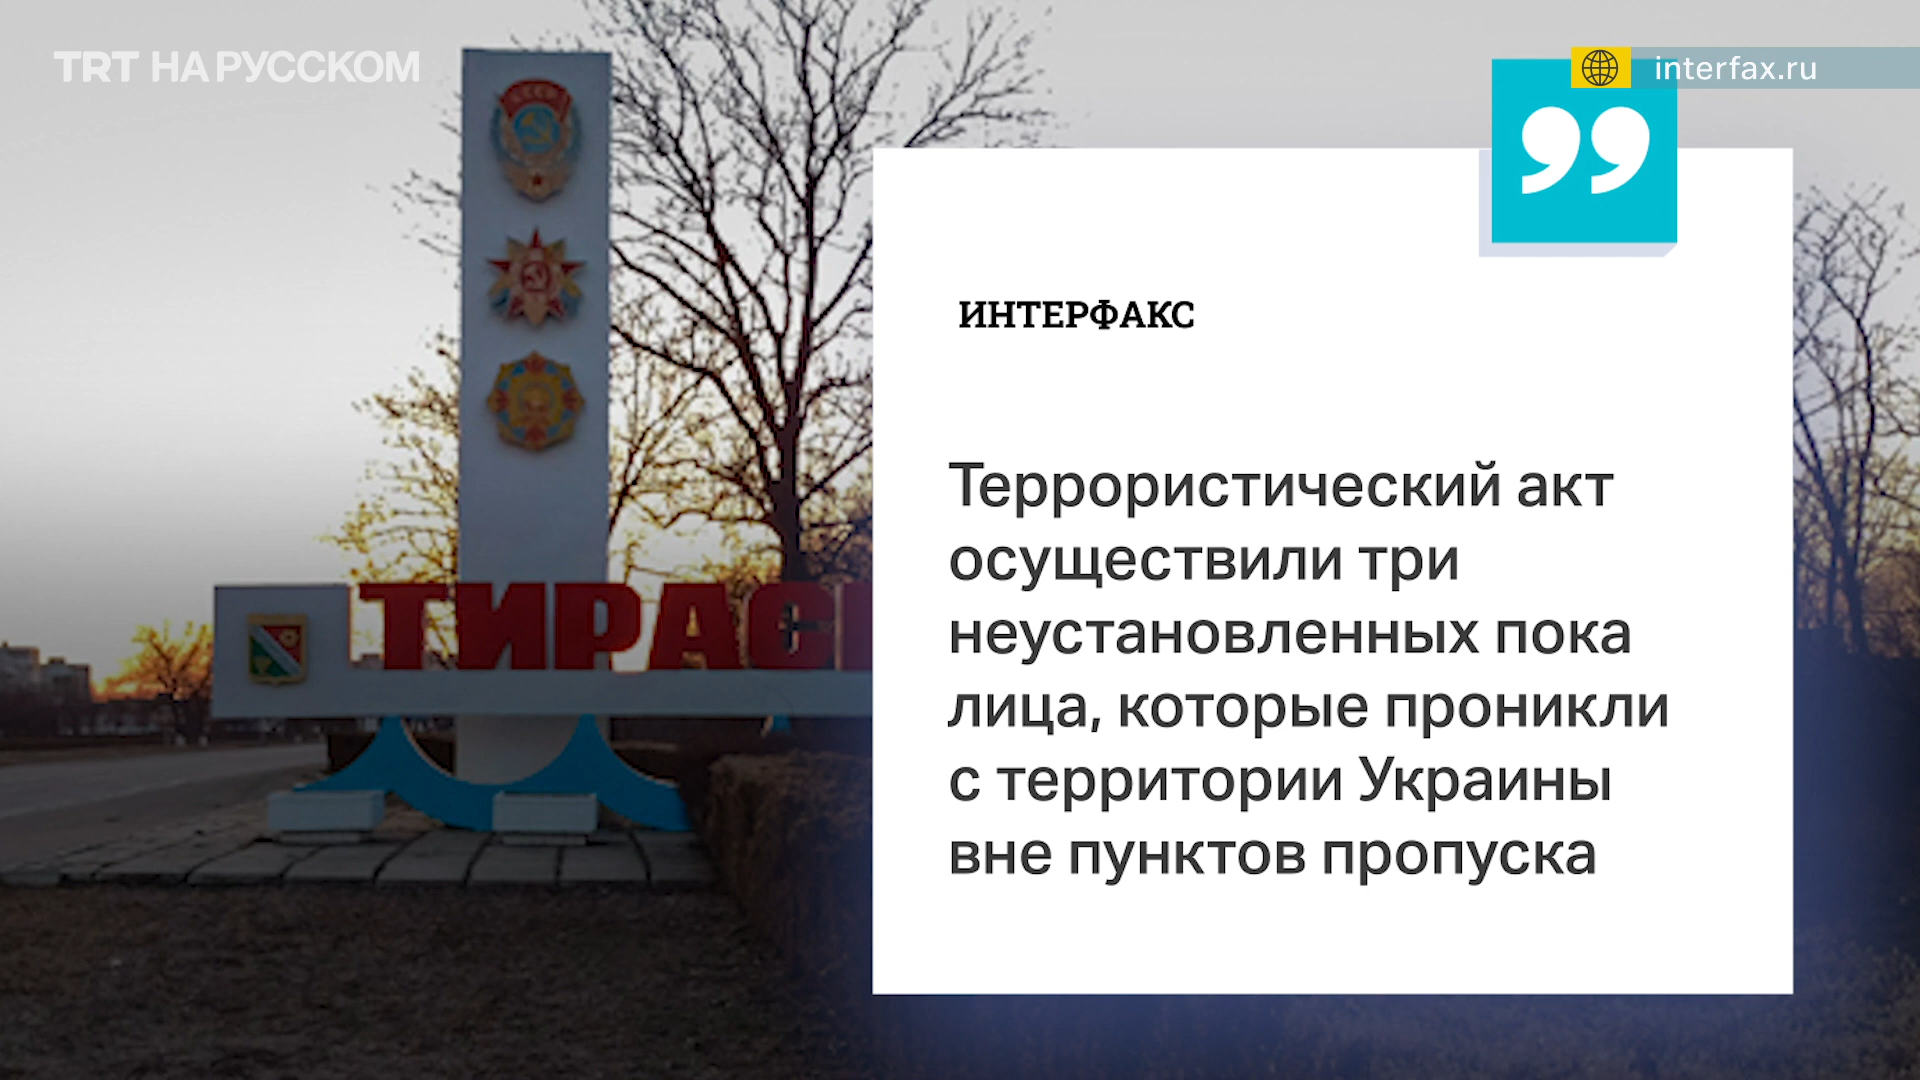 TRT НА РУССКОМ
interfax.ru
ИНТЕРФАКС
Террористический акт
осуществили три
неустановленных пока
лица, которые проникли
с территории Украины
вне пунктов пропуска
СССР